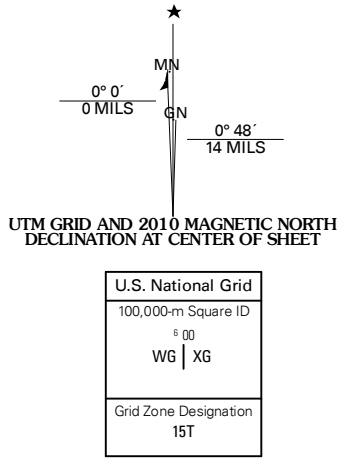 ★
MN
0° 0´
0 MILS
GN
0° 48´
14 MILS
UTM GRID AND 2010 MAGNETIC NORTH
DECLINATION AT CENTER OF SHEET
U.S. National Grid
100,000-m Square ID
6 00
WG XG
Grid Zone Designation
15T